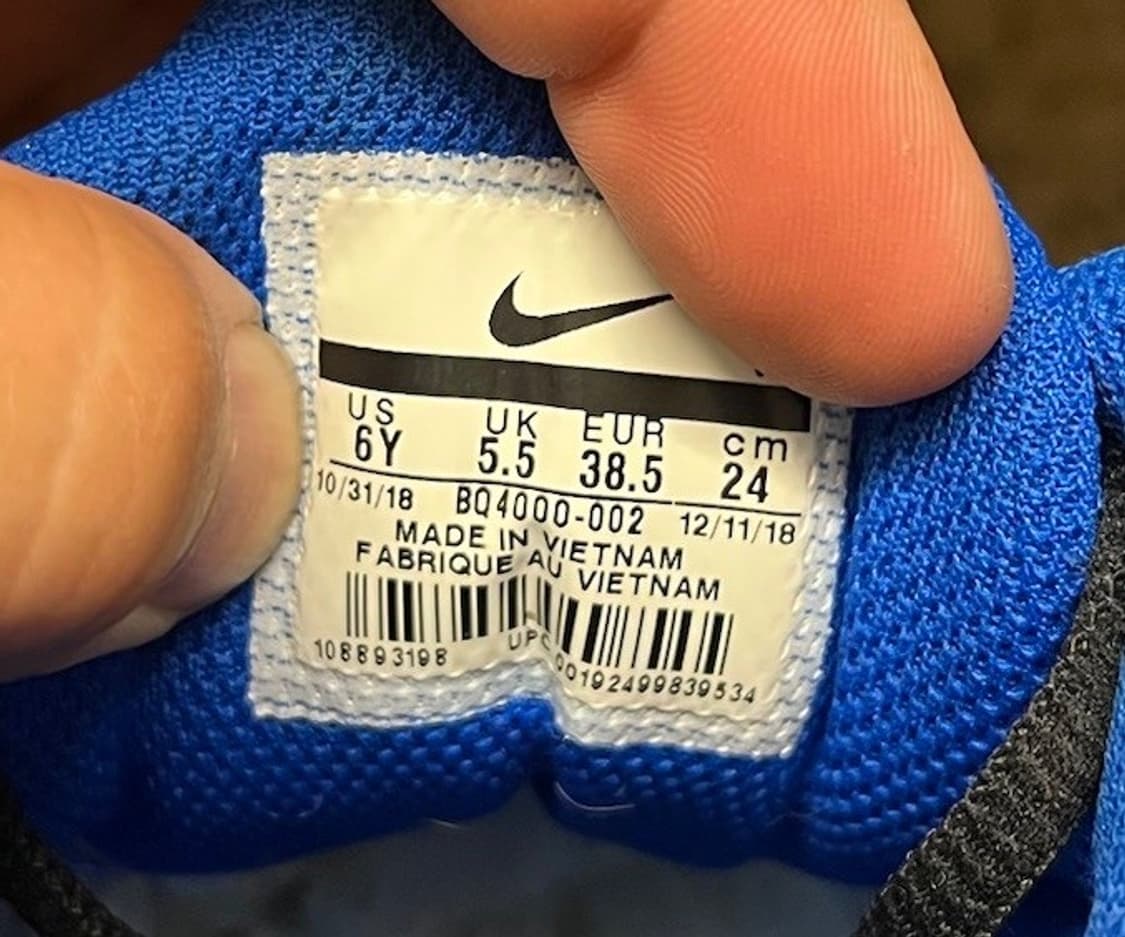 US UK EUR cm
6Y 5.5 38.5 24
10/31/18 BQ4000-002 12/11/18
MADE IN VIETNAM
FABRIQUE AU VIETNAM
108893198 UPC 00192499839534